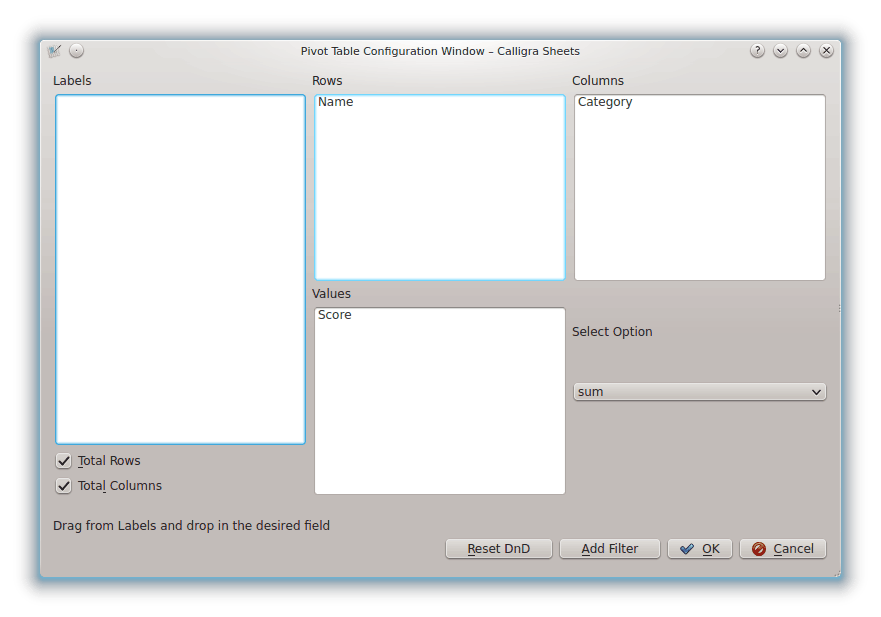 Pivot Table Configuration Window – Calligra Sheets
Labels
Rows
Columns
Name
Category
Values
Score
Select Option
sum
Total Rows
Total Columns
Drag from Labels and drop in the desired field
Reset DnD
Add Filter
OK
Cancel